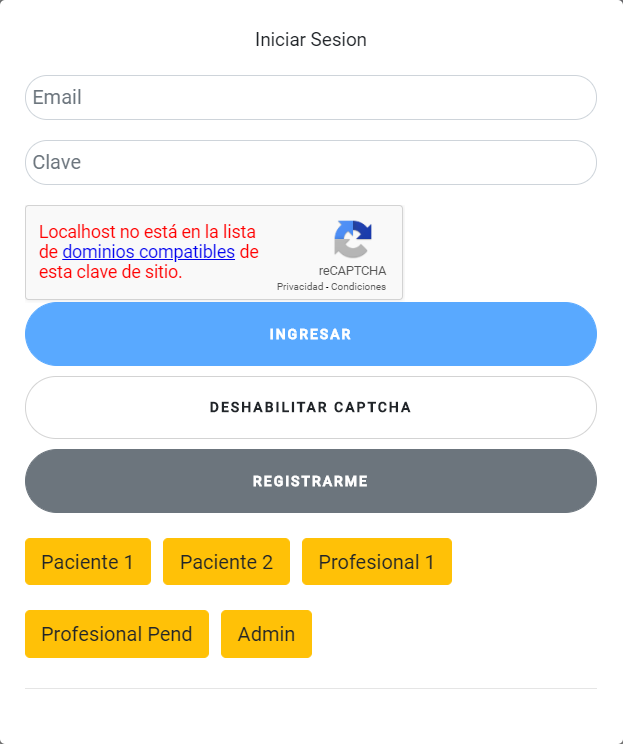 Iniciar Sesion
Email
Clave
Localhost no está en la lista
de dominios compatibles de
esta clave de sitio.
reCAPTCHA
Privacidad - Condiciones
INGRESAR
DESHABILITAR CAPTCHA
REGISTRARME
Paciente 1 Paciente 2 Profesional 1
Profesional Pend Admin